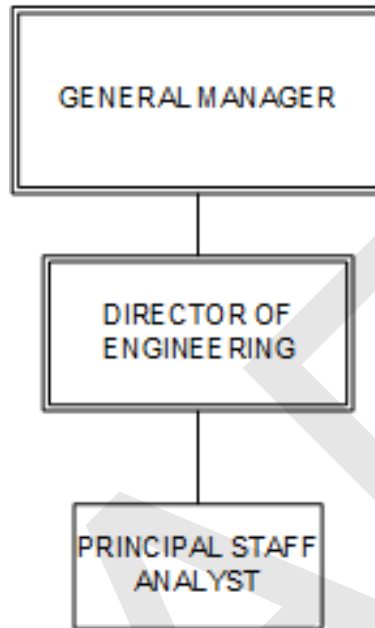 GENERAL MANAGER
DIRECTOR OF
ENGINEERING
PRINCIPAL STAFF
ANALYST